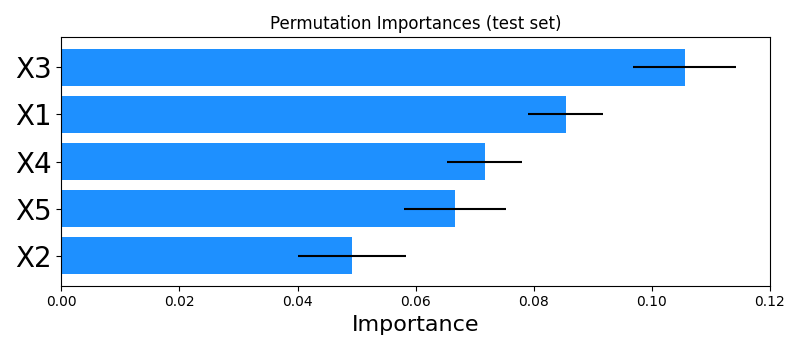 Permutation Importances (test set)
X3
X1
X4
X5
X2
0.00 0.02 0.04 0.06 0.08 0.10 0.12
Importance